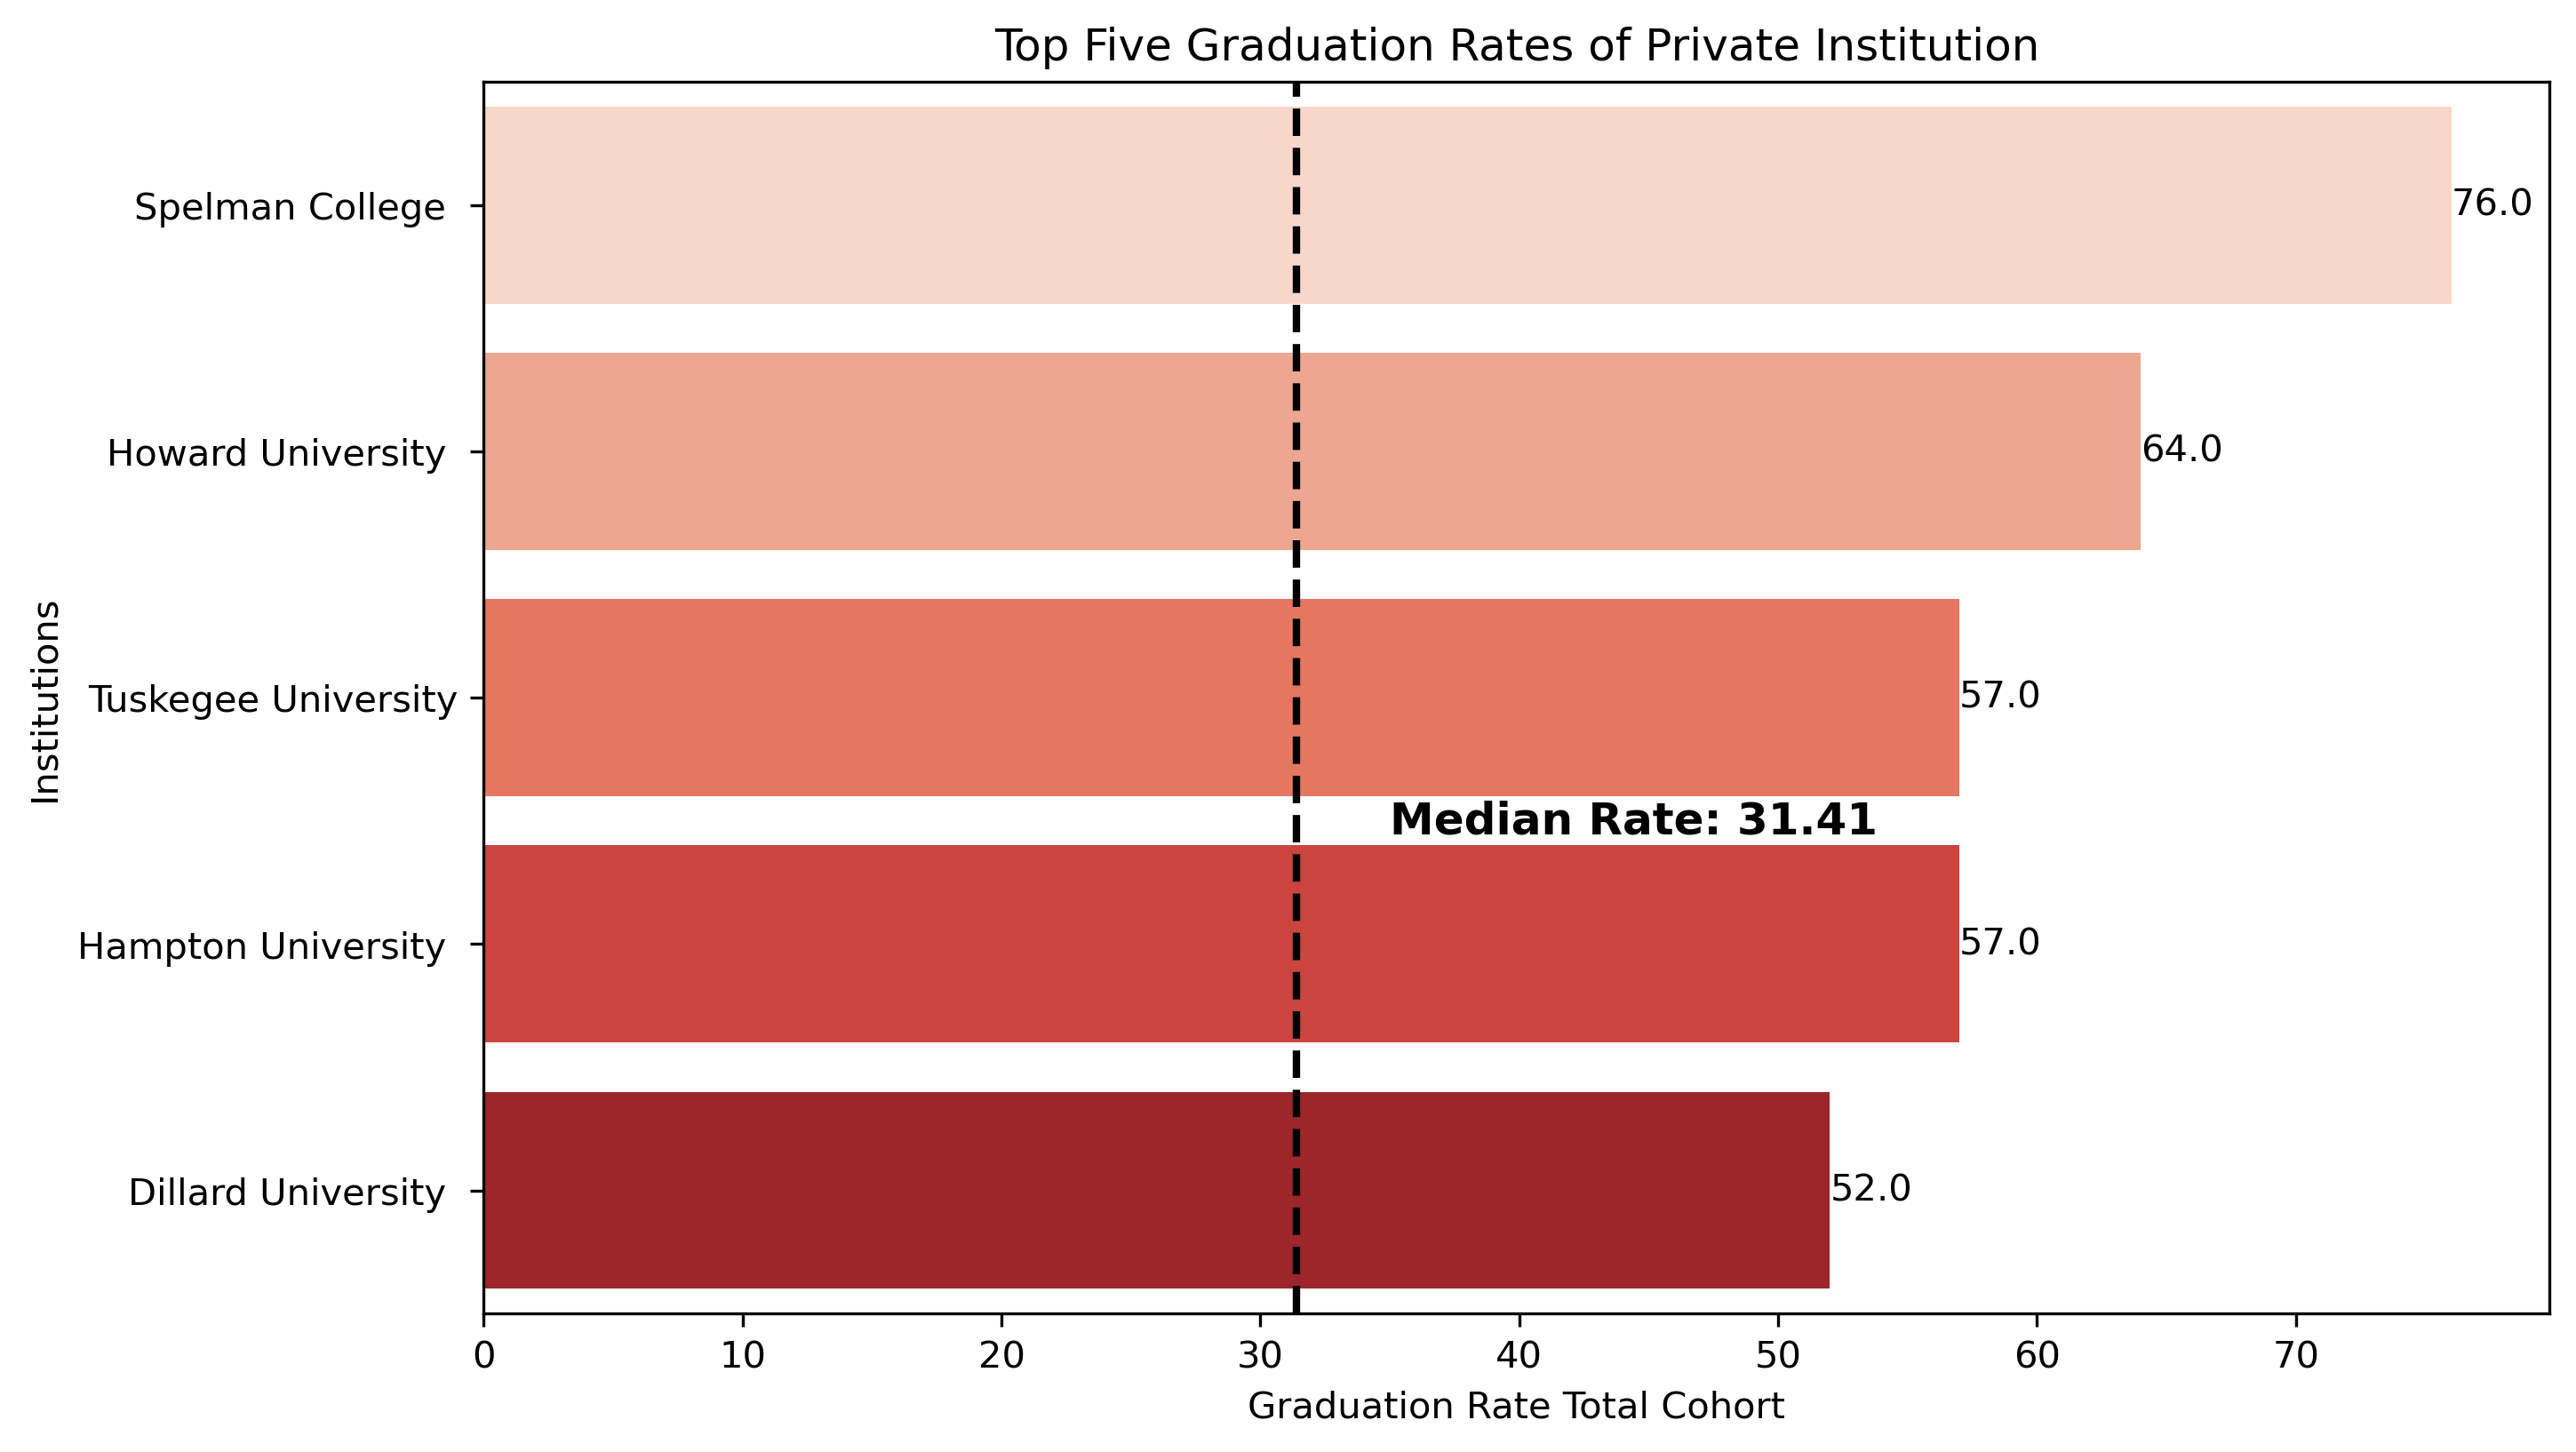 Top Five Graduation Rates of Private Institution
Spelman College
76.0
Howard University
64.0
Tuskegee University
57.0
Median Rate: 31.41
Hampton University
57.0
Dillard University
52.0
Institutions
0 10 20 30 40 50 60 70
Graduation Rate Total Cohort